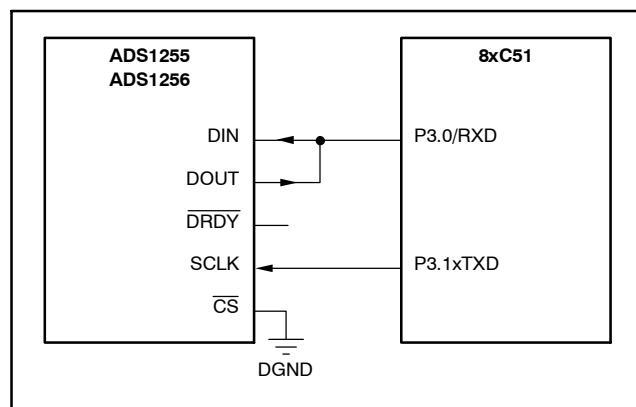 ADS1255
ADS1256
8xC51
DIN
P3.0/RXD
DOUT
DRDY
SCLK
P3.1xTXD
CS
DGND